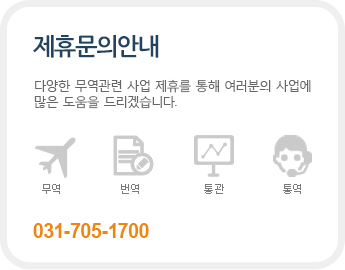 제휴문의안내
다양한 무역관련 사업 제휴를 통해 여러분의 사업에
많은 도움을 드리겠습니다.
무역 번역 통관 통역
031-705-1700